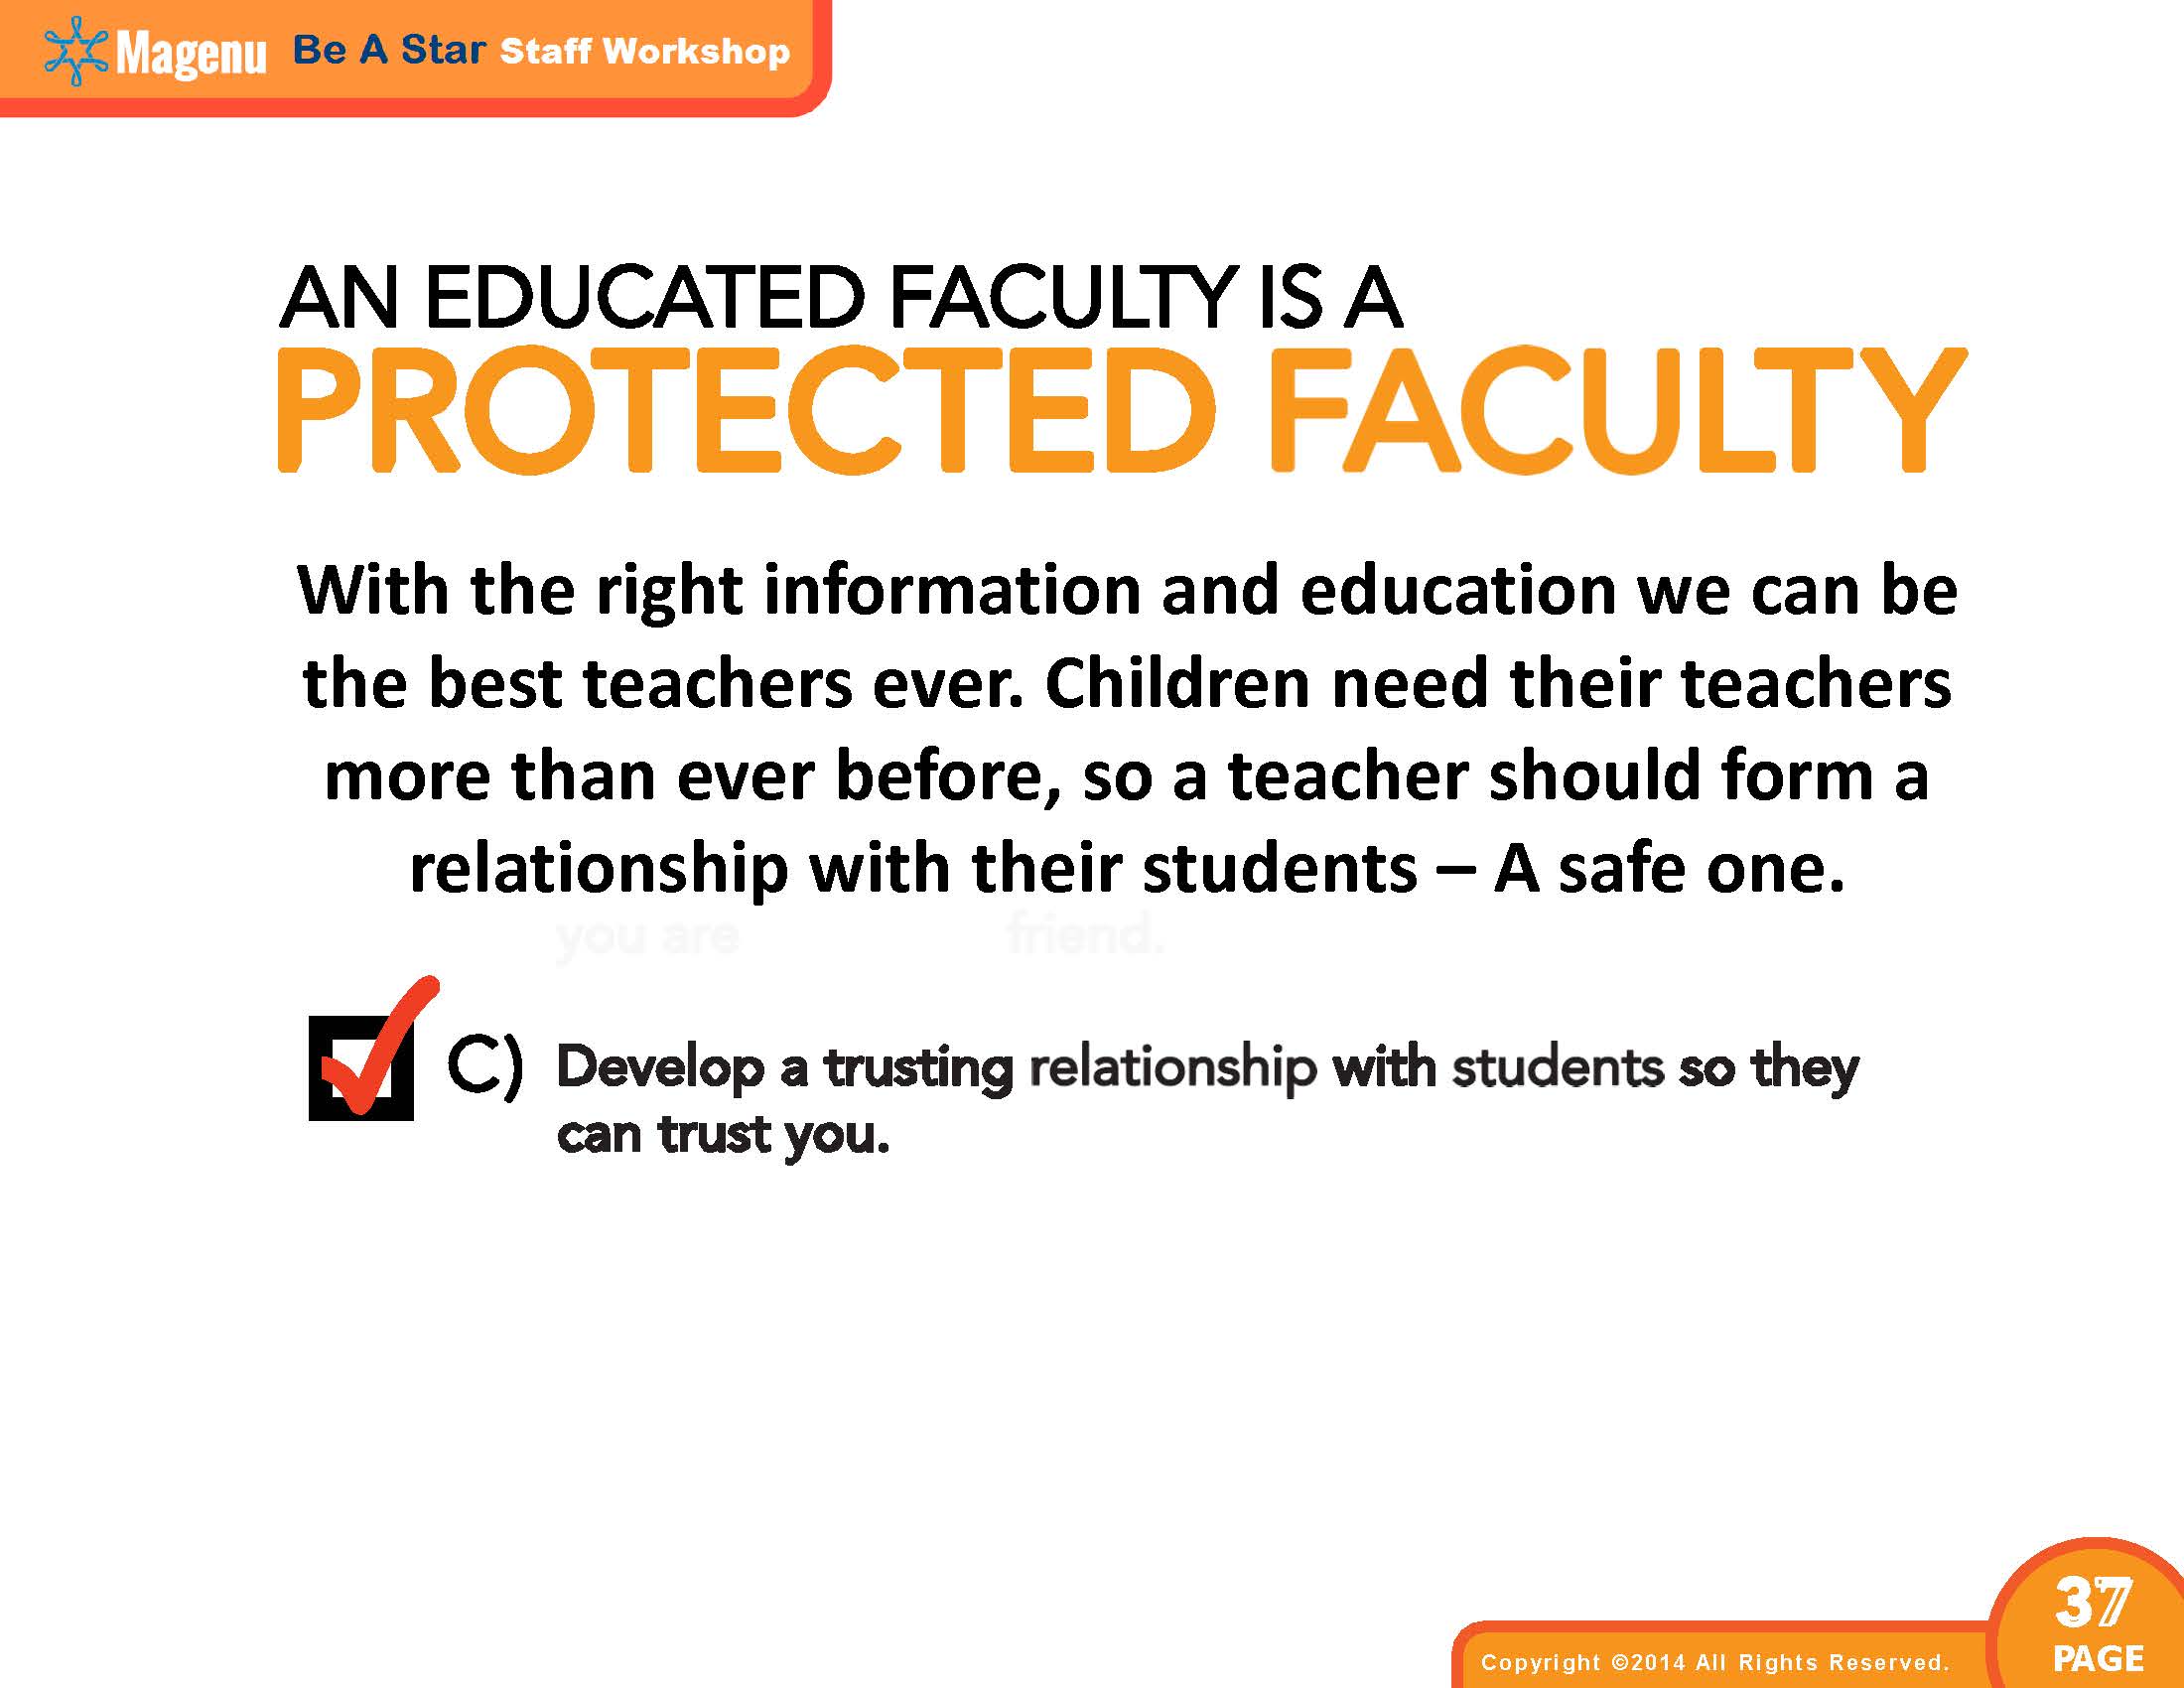 Magenu Be A Star Staff Workshop
AN EDUCATED FACULTY IS A
PROTECTED FACULTY
With the right information and education we can be
the best teachers ever. Children need their teachers
more than ever before, so a teacher should form a
relationship with their students – A safe one.
you are friend.
C) Develop a trusting relationship with students so they
can trust you.
37
PAGE
Copyright ©2014 All Rights Reserved.